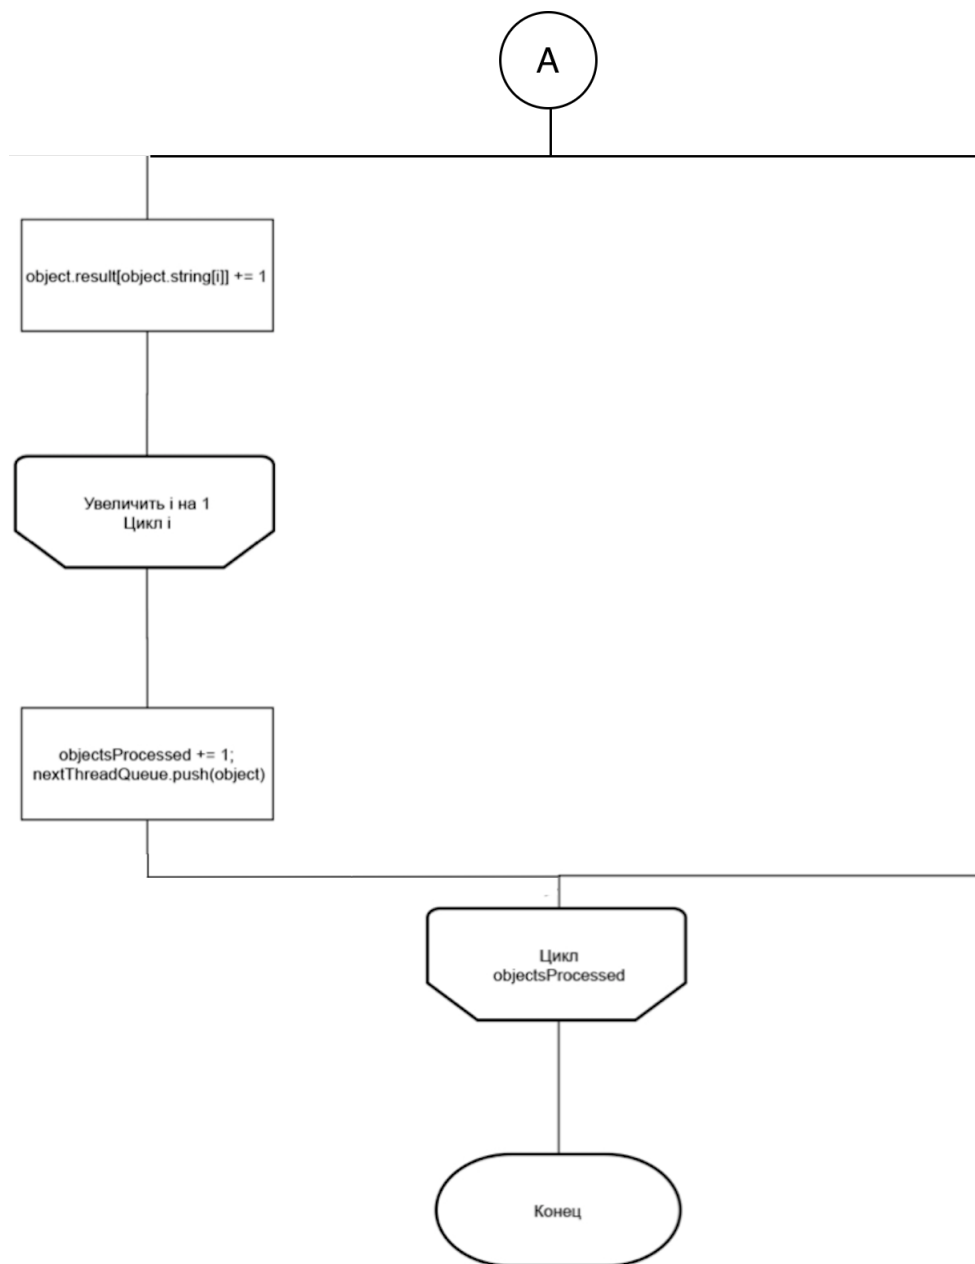 A
object.result[object.string[i]] += 1
Увеличить i на 1
Цикл i
objectsProcessed += 1;
nextThreadQueue.push(object)
Цикл
objectsProcessed
Конец